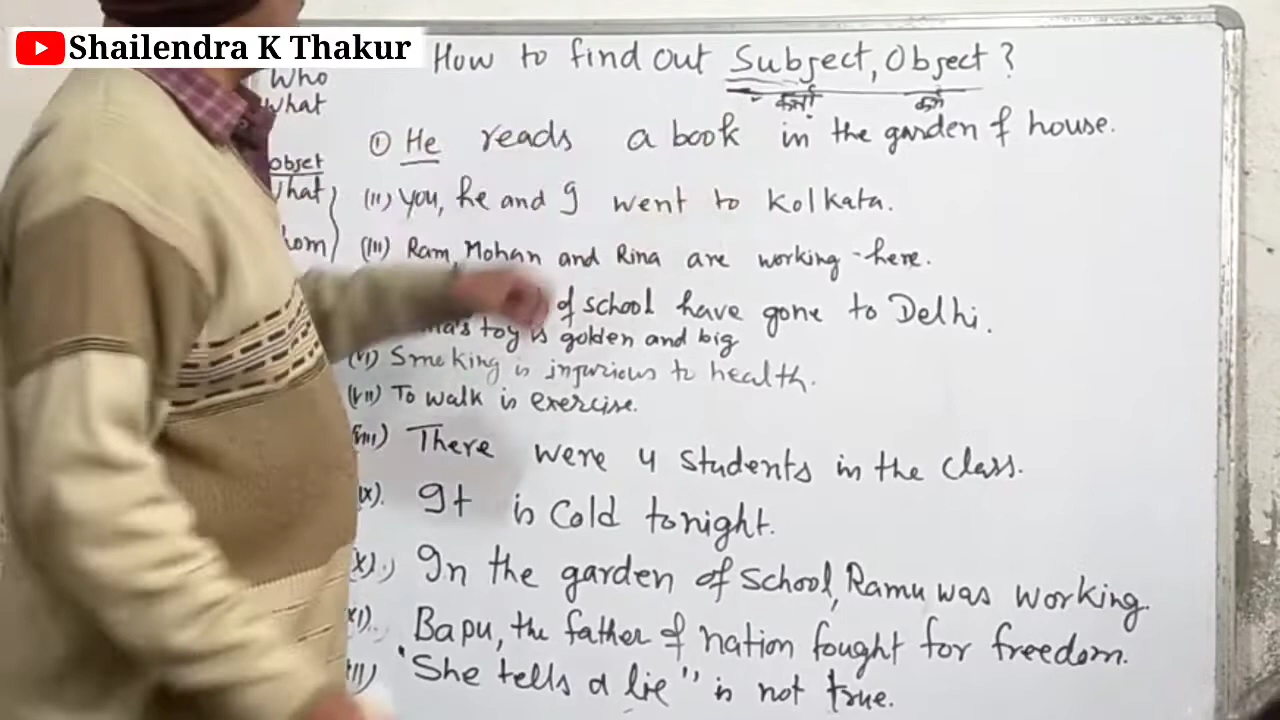 Shailendra K Thakur
How to find out Subject, Object ?
कर्ता कर्म
Who
What
① He reads a book in the garden of house.
objet
What
(II) You, he and I went to Kolkata.
(III) Ram, Mohan and Rina are working here.
of school have gone to Delhi.
toy is golden and big
(VI) Smoking is injurious to health.
(VII) To walk is exercise.
There were 4 students in the class.
It is Cold tonight.
In the garden of school, Ramu was working.
Bapu, the father of nation fought for freedom.
"She tells a lie" is not true.